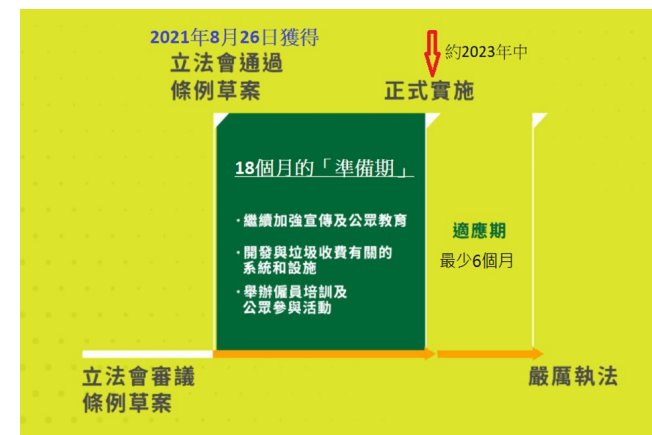 2021年8月26日獲得
立法會通過
條例草案
約2023年中
正式實施
18個月的「準備期」
·繼續加強宣傳及公眾教育
·開發與垃圾收費有關的
系統和設施
·舉辦僱員培訓及
公眾參與活動
適應期
最少6個月
立法會審議
條例草案
嚴厲執法